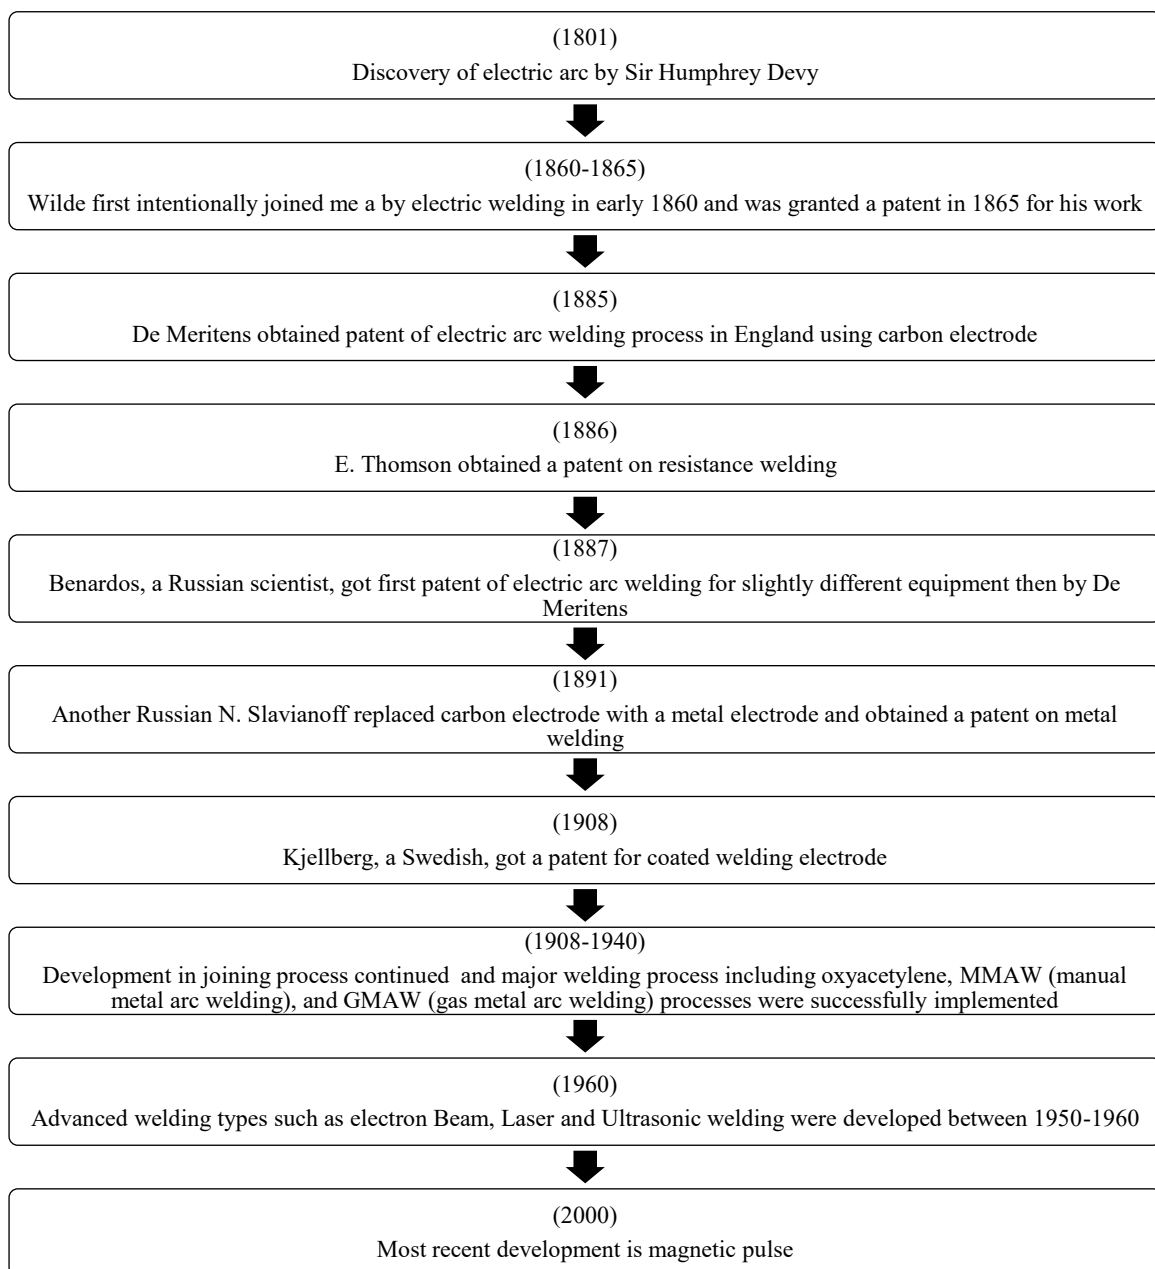 (1801)
Discovery of electric arc by Sir Humphrey Devy
(1860-1865)
Wilde first intentionally joined me a by electric welding in early 1860 and was granted a patent in 1865 for his work
(1885)
De Meritens obtained patent of electric arc welding process in England using carbon electrode
(1886)
E. Thomson obtained a patent on resistance welding
(1887)
Benardos, a Russian scientist, got first patent of electric arc welding for slightly different equipment then by De
Meritens
(1891)
Another Russian N. Slavianoff replaced carbon electrode with a metal electrode and obtained a patent on metal
welding
(1908)
Kjellberg, a Swedish, got a patent for coated welding electrode
(1908-1940)
Development in joining process continued and major welding process including oxyacetylene, MMAW (manual
metal arc welding), and GMAW (gas metal arc welding) processes were successfully implemented
(1960)
Advanced welding types such as electron Beam, Laser and Ultrasonic welding were developed between 1950-1960
(2000)
Most recent development is magnetic pulse